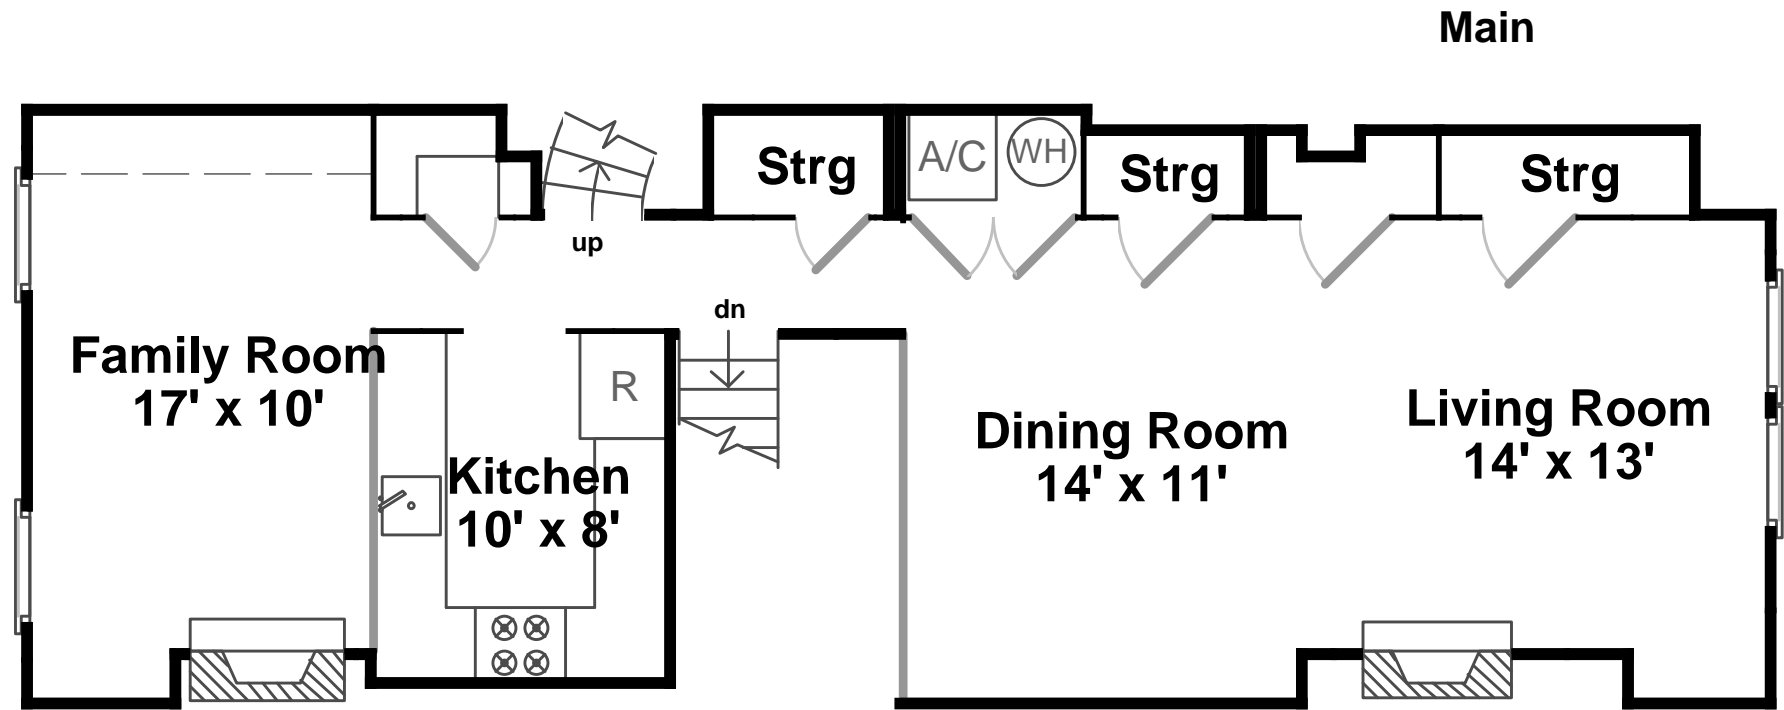 Main
Strg
A/C
WH
Strg
Strg
up
dn
Family Room
17' x 10'
R
Kitchen
10' x 8'
Dining Room
14' x 11'
Living Room
14' x 13'